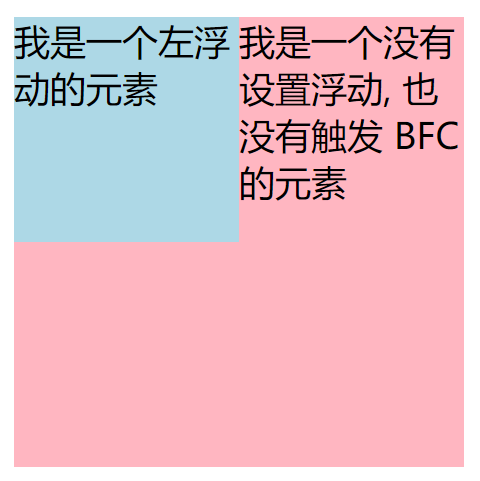 我是一个左浮
动的元素
我是一个没有
设置浮动, 也
没有触发 BFC
的元素